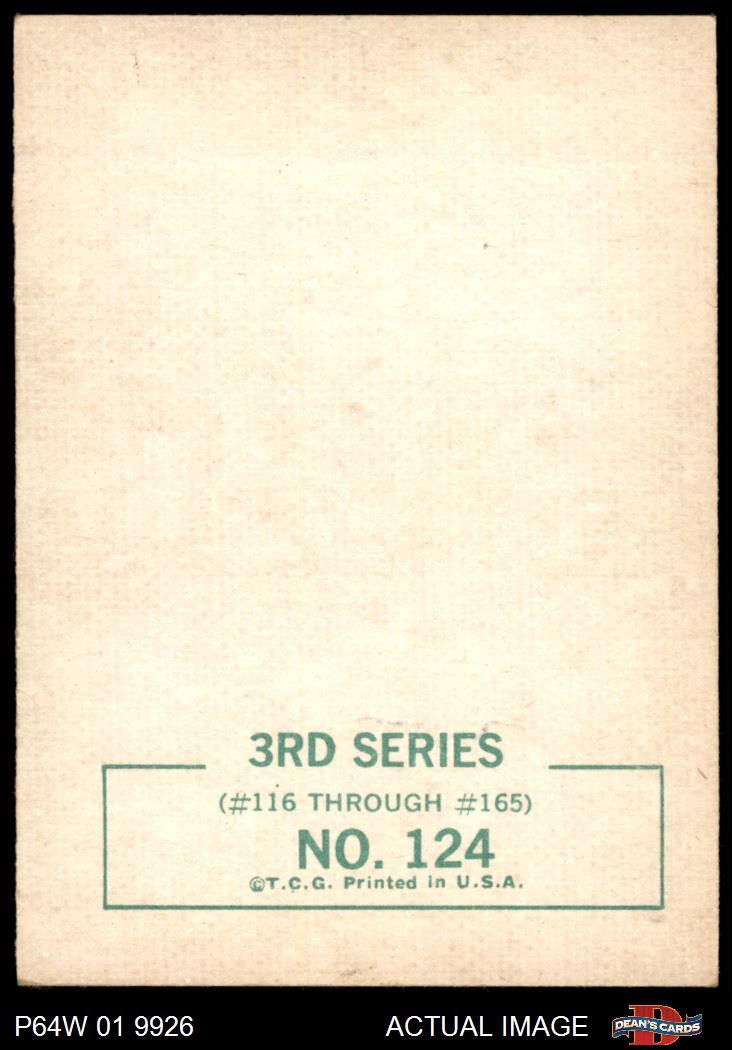 3RD SERIES
(#116 THROUGH #165)
NO. 124
©T.C.G. Printed in U.S.A.
P64W 01 9926
ACTUAL IMAGE
D
DEAN'S CARDS